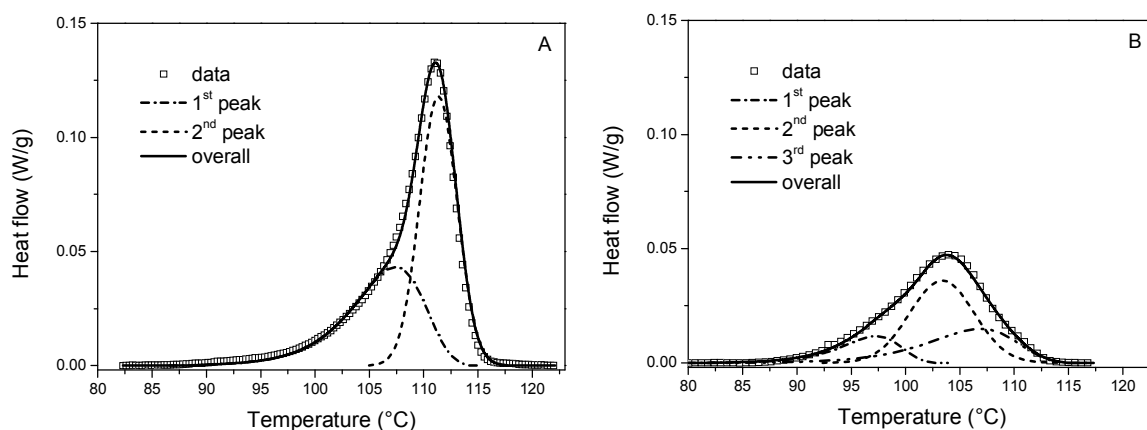 A
data
1st peak
2nd peak
overall
0.15
0.10
0.05
0.00
Heat flow (W/g)
80 85 90 95 100 105 110 115 120
Temperature (°C)
B
data
1st peak
2nd peak
3rd peak
overall
0.15
0.10
0.05
0.00
Heat flow (W/g)
80 85 90 95 100 105 110 115 120
Temperature (°C)